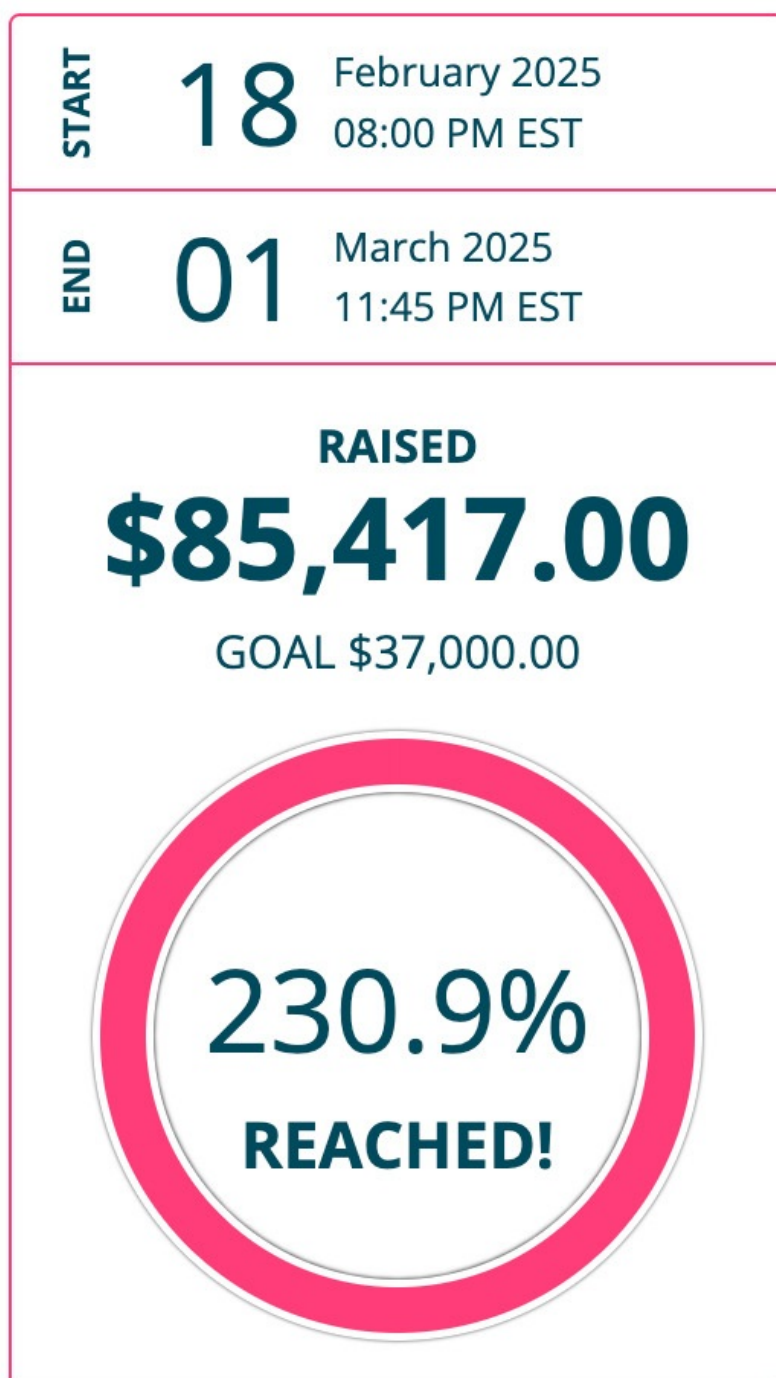 START
18
February 2025
08:00 PM EST
END
01
March 2025
11:45 PM EST
RAISED
$85,417.00
GOAL $37,000.00
230.9%
REACHED!